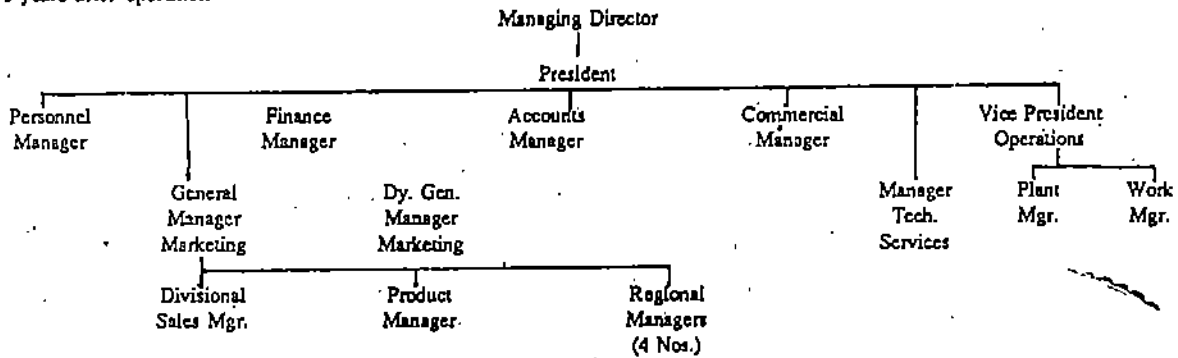 years after operation
Managing Director
President
Personnel Manager
Finance Manager
Accounts Manager
Commercial Manager
Vice President Operations
General Manager Marketing
Dy. Gen. Manager Marketing
Manager Tech. Services
Plant Mgr.
Work Mgr.
Divisional Sales Mgr.
Product Manager
Regional Managers (4 Nos.)